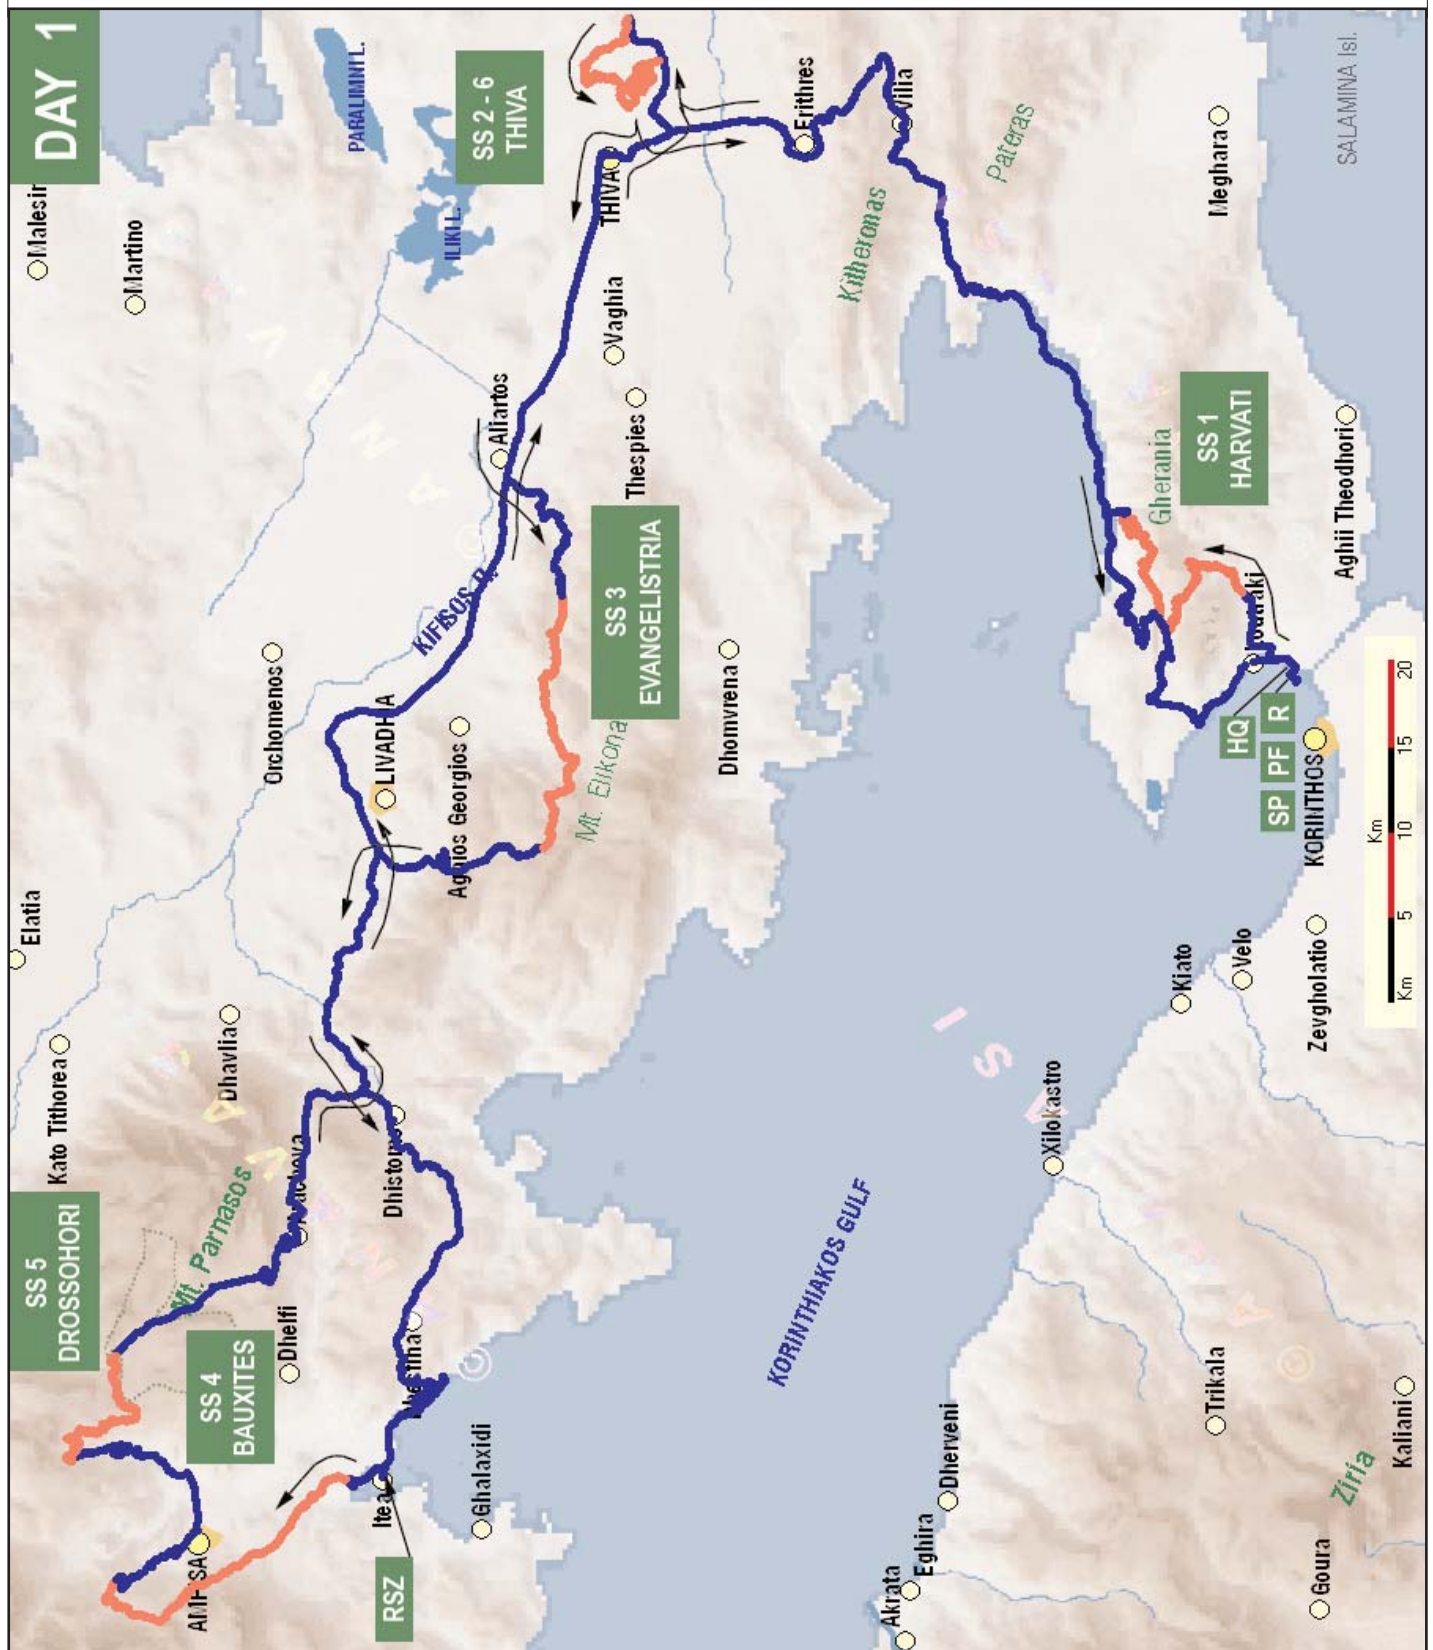 DAY 1
SS 5
DROSSOHORI
Elatia
Malesir
Kato Tithorea
Martino
SS 4
BAUXITES
Mt. Parnasos
Dhavlia
Orchomenos
PARALIMNI L.
Dhelfi
RSZ
Itea
LIVADHIA
KIFISOS R.
ILIKI L.
Ghalaxidi
Aghios Georgios
Aliartos
SS 2 - 6
THIVA
Mt. Elikona
SS 3
EVANGELISTRIA
Thespies
Vaghia
THIVA
Dhomvrena
Erithres
KORINTHIAKOS GULF
Kitheronas
Akrata
Eghira
Dherveni
Vilia
Pateras
Xilokastro
Gherania
Kiato
SS 1
HARVATI
Trikala
Velo
HQ
Meghara
SP PF R
Goura
Zevgholatio
KORINTHOS
Ziria
Aghii Theodhori
SALAMINA Isl.
Kaliani
Km
Km 5 10 15 20